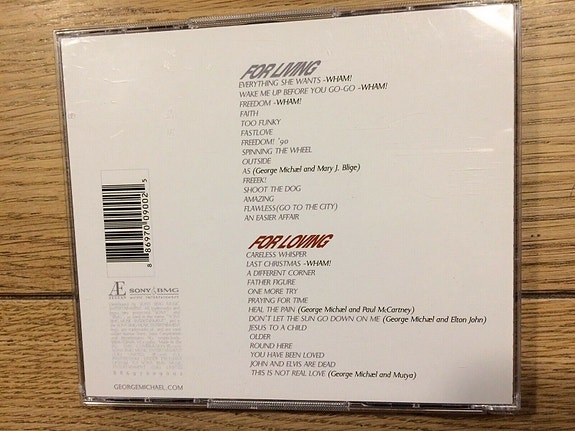 FOR LIVING
EVERYTHING SHE WANTS -WHAM!
WAKE ME UP BEFORE YOU GO-GO -WHAM!
FREEDOM -WHAM!
FAITH
TOO FUNKY
FASTLOVE
FREEDOM! '90
SPINNING THE WHEEL
OUTSIDE
AS (George Michæl and Mary J. Blige)
FREEEK!
SHOOT THE DOG
AMAZING
FLAWLESS(GO TO THE CITY)
AN EASIER AFFAIR
FOR LOVING
CARELESS WHISPER
LAST CHRISTMAS -WHAM!
A DIFFERENT CORNER
FATHER FIGURE
ONE MORE TRY
PRAYING FOR TIME
HEAL THE PAIN (George Michæl and Paul McCartney)
DON'T LET THE SUN GO DOWN ON ME (George Michæl and Elton John)
JESUS TO A CHILD
OLDER
ROUND HERE
YOU HAVE BEEN LOVED
JOHN AND ELVIS ARE DEAD
THIS IS NOT REAL LOVE (George Michæl and Mutya)
8 86970 09002 5
Æ SONY BMG
AEGEAN MUSIC ENTERTAINMENT
GEORGEMICHAEL.COM